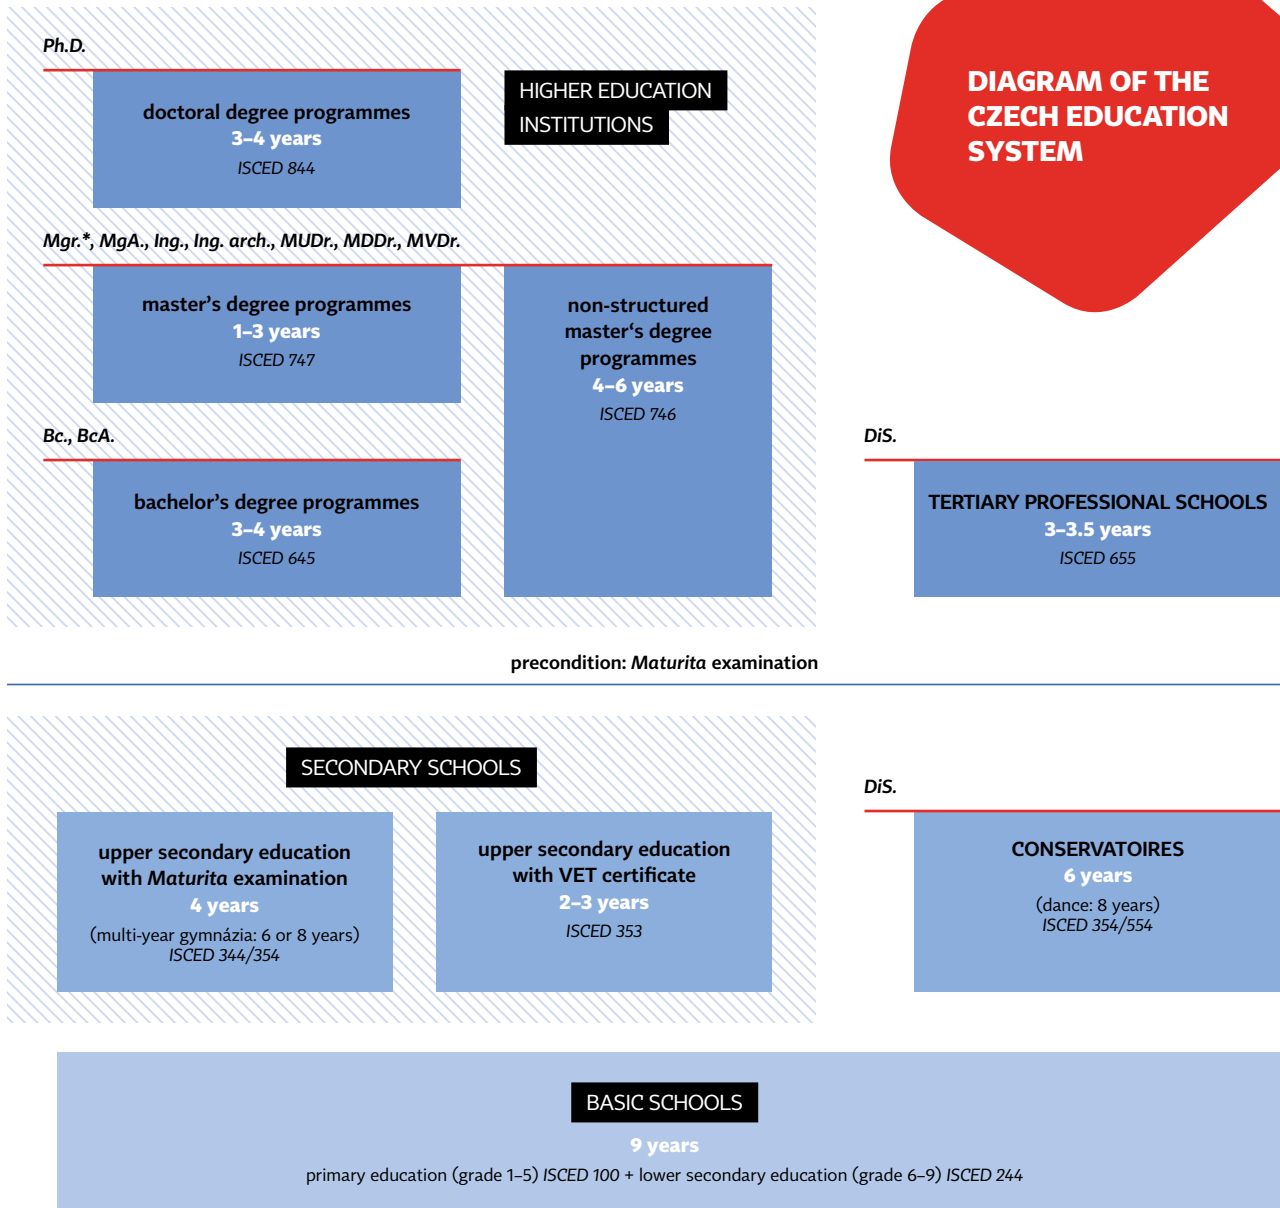 DIAGRAM OF THE
CZECH EDUCATION
SYSTEM
Ph.D.
doctoral degree programmes
3–4 years
ISCED 844
HIGHER EDUCATION
INSTITUTIONS
Mgr.*, MgA., Ing., Ing. arch., MUDr., MDDr., MVDr.
master’s degree programmes
1–3 years
ISCED 747
non-structured
master‘s degree
programmes
4–6 years
ISCED 746
Bc., BcA.
bachelor’s degree programmes
3–4 years
ISCED 645
DiS.
TERTIARY PROFESSIONAL SCHOOLS
3–3.5 years
ISCED 655
precondition: Maturita examination
SECONDARY SCHOOLS
upper secondary education
with Maturita examination
4 years
(multi-year gymnázia: 6 or 8 years)
ISCED 344/354
upper secondary education
with VET certificate
2–3 years
ISCED 353
DiS.
CONSERVATOIRES
6 years
(dance: 8 years)
ISCED 354/554
BASIC SCHOOLS
9 years
primary education (grade 1–5) ISCED 100 + lower secondary education (grade 6–9) ISCED 244